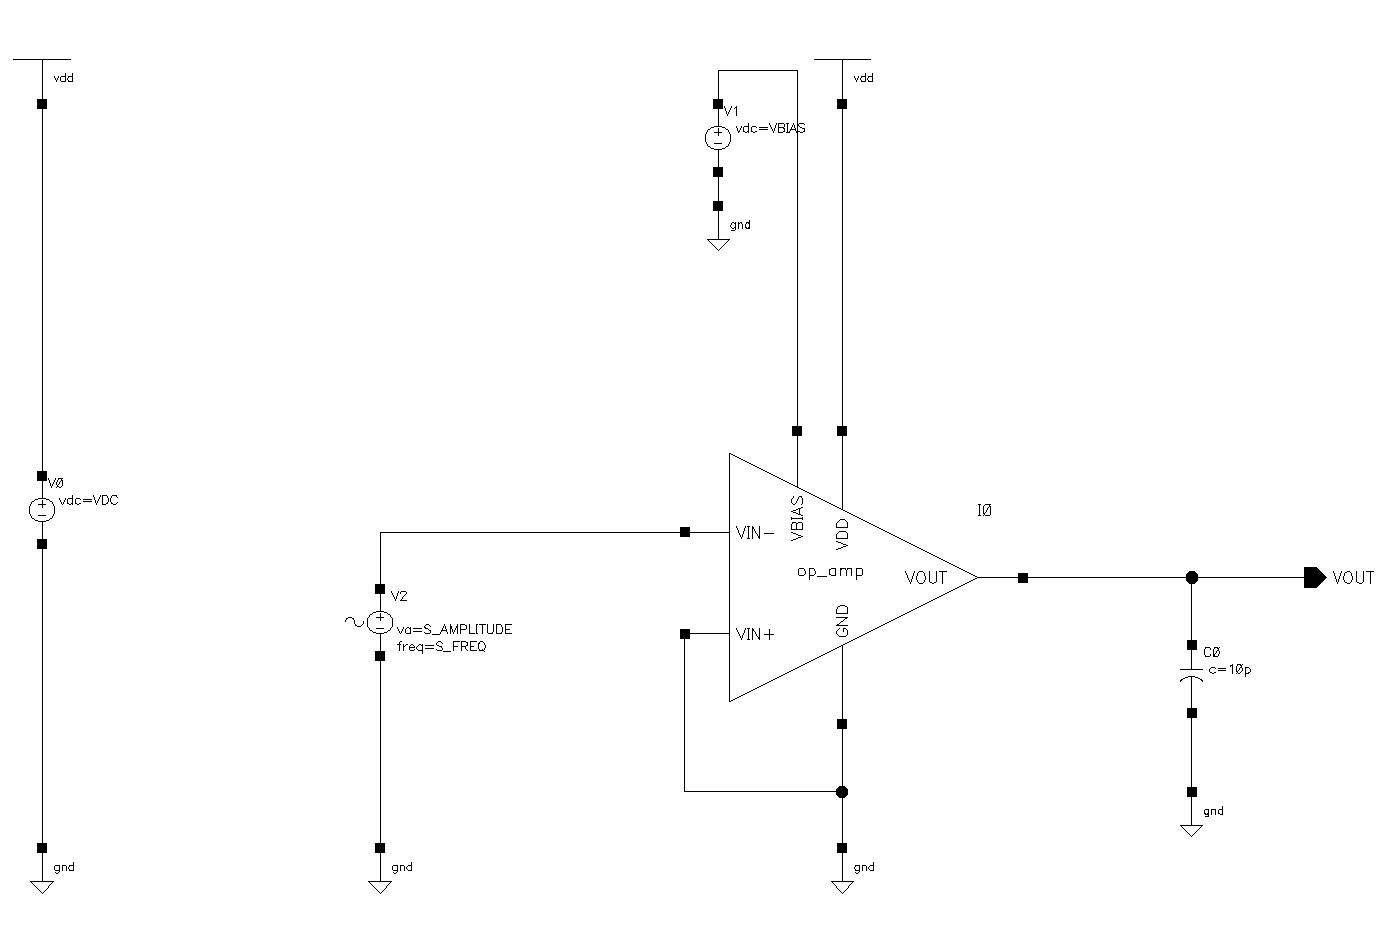 vdd
vdd
V1
vdc=VBIAS
gnd
V0
vdc=VDC
I0
VBIAS
VDD
VIN-
op_amp
VOUT
VOUT
V2
va=S_AMPLITUDE
freq=S_FREQ
VIN+
GND
C0
c=10p
gnd
gnd
gnd
gnd